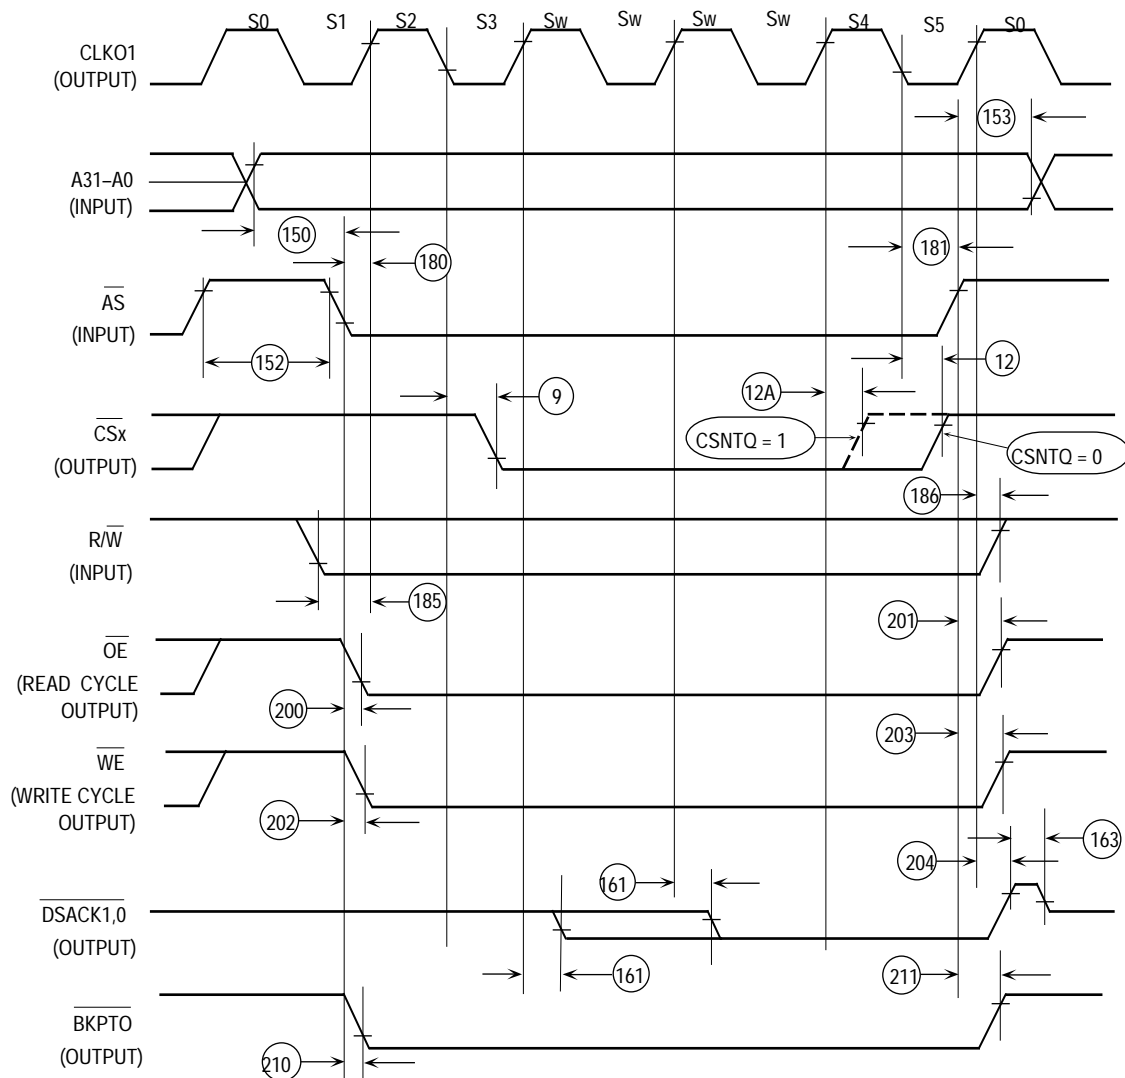 S0 S1 S2 S3 Sw Sw Sw Sw S4 S5 S0
CLKO1
(OUTPUT)
153
A31–A0
(INPUT)
150
180
181
AS
(INPUT)
152
12
9
12A
CSx
(OUTPUT)
CSNTQ = 1
CSNTQ = 0
186
R/W
(INPUT)
185
201
OE
(READ CYCLE
OUTPUT)
200
203
WE
(WRITE CYCLE
OUTPUT)
202
163
204
161
DSACK1,0
(OUTPUT)
161
211
BKPTO
(OUTPUT)
210